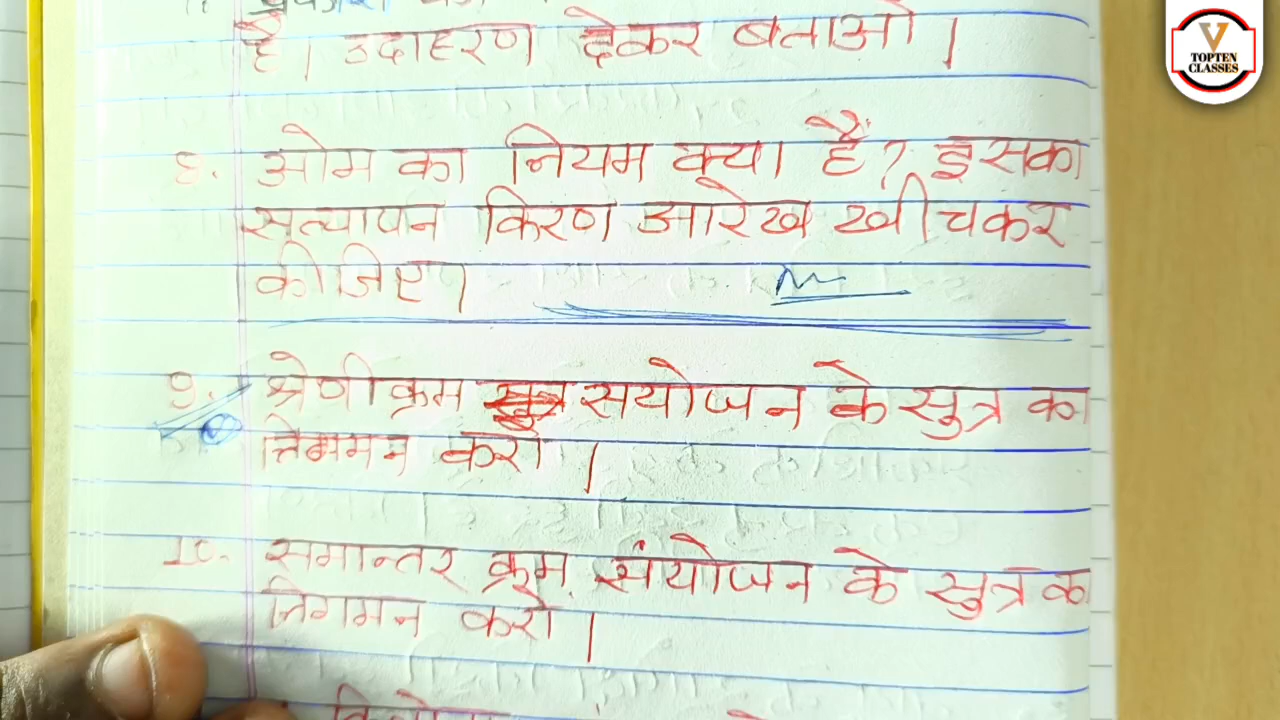 है। उदाहरण देकर बताओ।
8. ओम का नियम क्या है? इसका
सत्यापन किरण आरेख खींचकर
कीजिए।
9. श्रेणीक्रम सयोजन के सुत्र का
करो।
10. समान्तर क्रम संयोजन के सुत्र का
निगमन करो।
V
TOPTEN
CLASSES